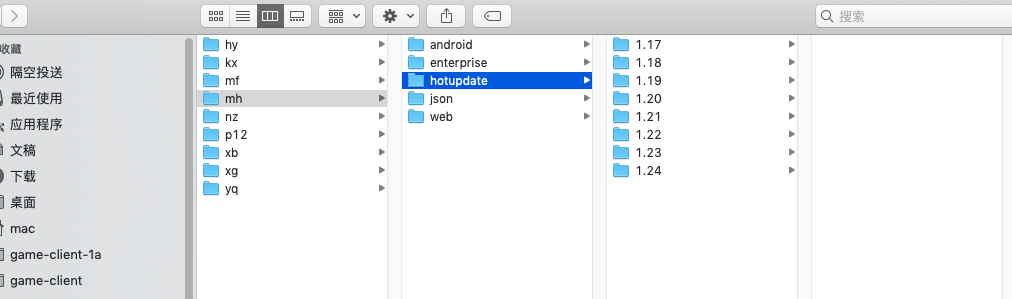 搜索
收藏
隔空投送
最近使用
应用程序
文稿
下载
桌面
mac
game-client-1a
game-client
hy
kx
mf
mh
nz
p12
xb
xg
yq
android
enterprise
hotupdate
json
web
1.17
1.18
1.19
1.20
1.21
1.22
1.23
1.24